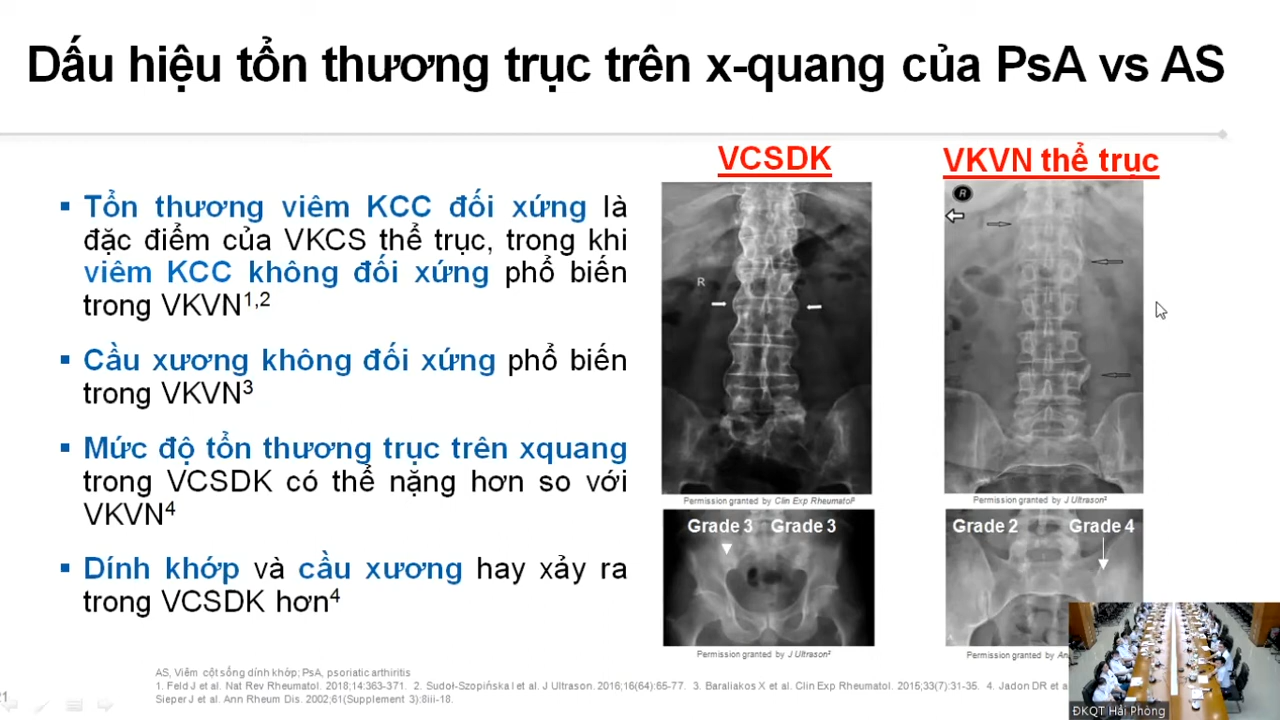 Dấu hiệu tổn thương trục trên x-quang của PsA vs AS
▪ Tổn thương viêm KCC đối xứng là
đặc điểm của VKCS thể trục, trong khi
viêm KCC không đối xứng phổ biến
trong VKVN1,2
▪ Cầu xương không đối xứng phổ biến
trong VKVN3
▪ Mức độ tổn thương trục trên xquang
trong VCSDK có thể nặng hơn so với
VKVN4
▪ Dính khớp và cầu xương hay xảy ra
trong VCSDK hơn4
VCSDK
R
Permission granted by Clin Exp Rheumatol3
Grade 3 Grade 3
Permission granted by J Ultrason2
VKVN thể trục
R
Permission granted by J Ultrason2
Grade 2 Grade 4
Permission granted by
AS, Viêm cột sống dính khớp; PsA, psoriatic arthiritis
1. Feld J et al. Nat Rev Rheumatol. 2018;14:363-371. 2. Sudoł-Szopińska I et al. J Ultrason. 2016;16(64):65-77. 3. Baraliakos X et al. Clin Exp Rheumatol. 2015;33(7):31-35. 4. Jadon DR et
Sieper J et al. Ann Rheum Dis. 2002;61(Supplement 3):8iii-18.
ĐKQT Hải Phòng